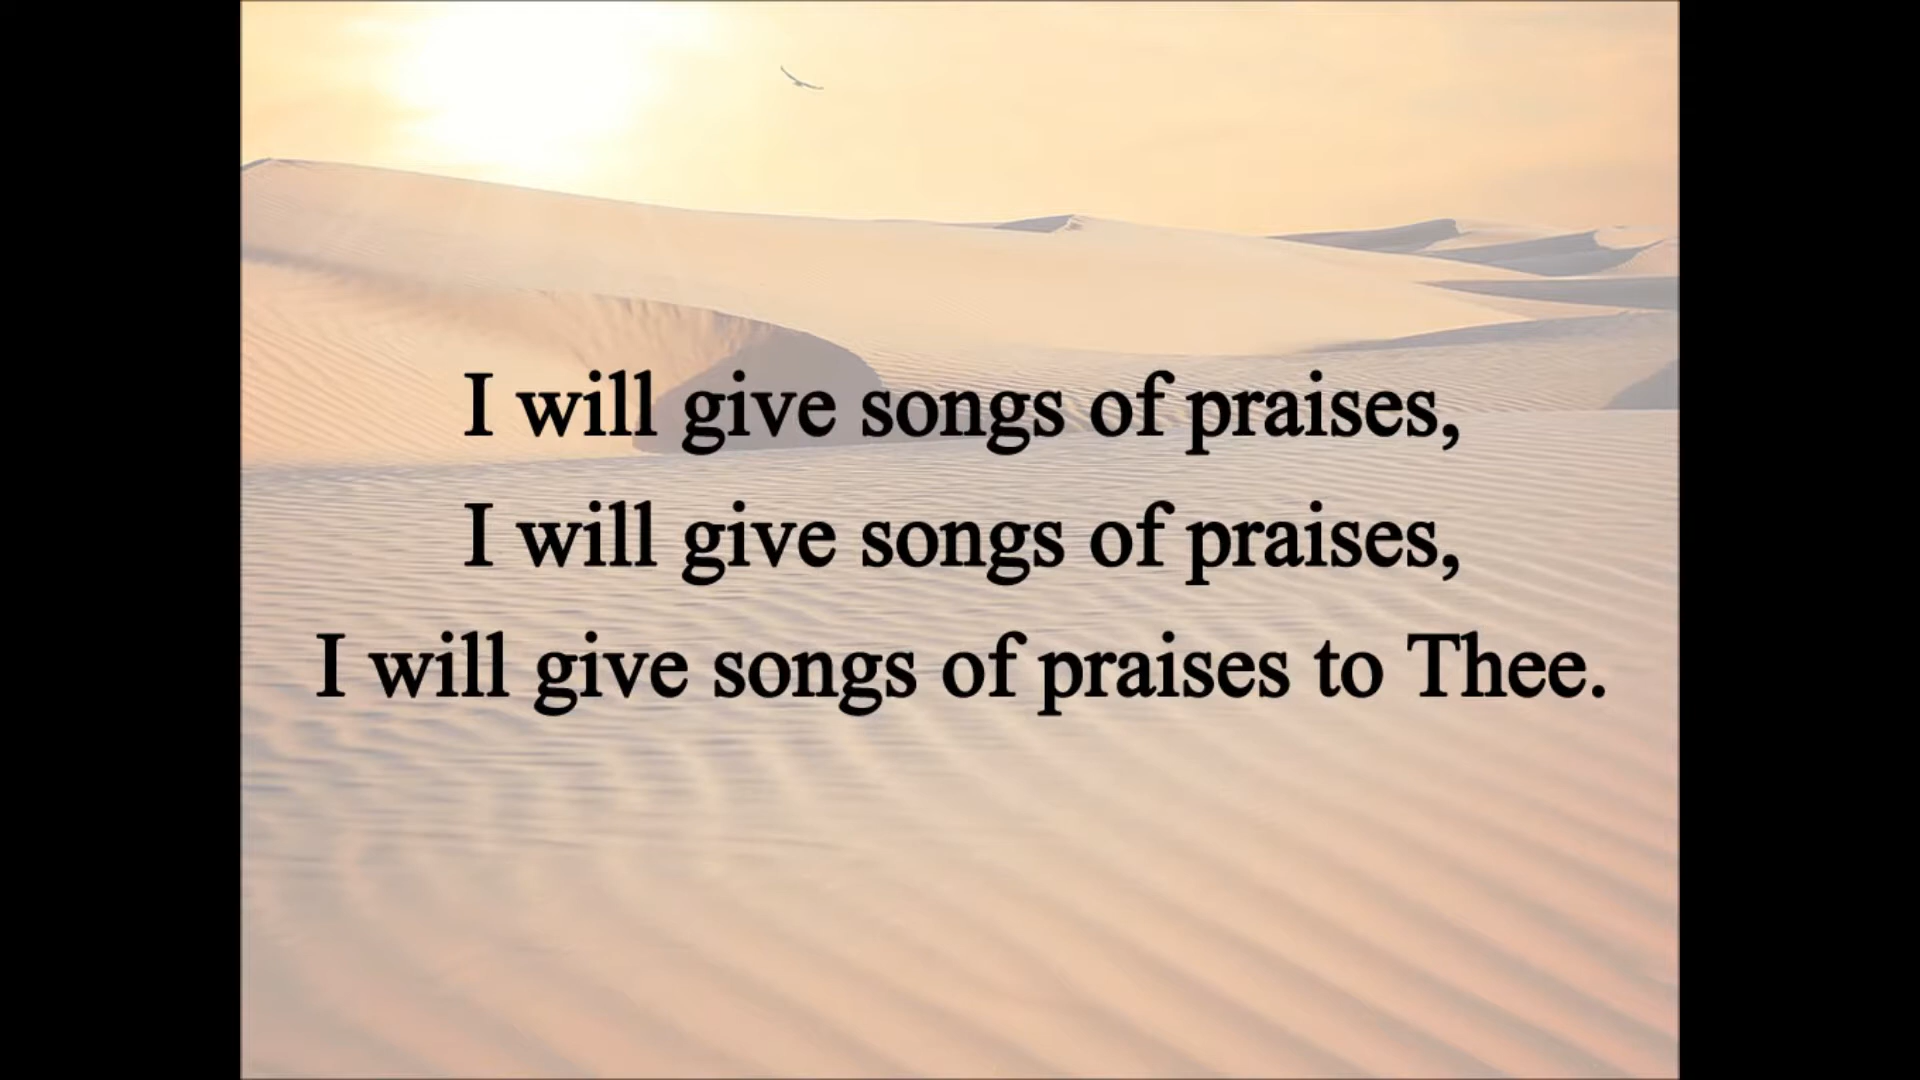 I will give songs of praises,
I will give songs of praises,
I will give songs of praises to Thee.